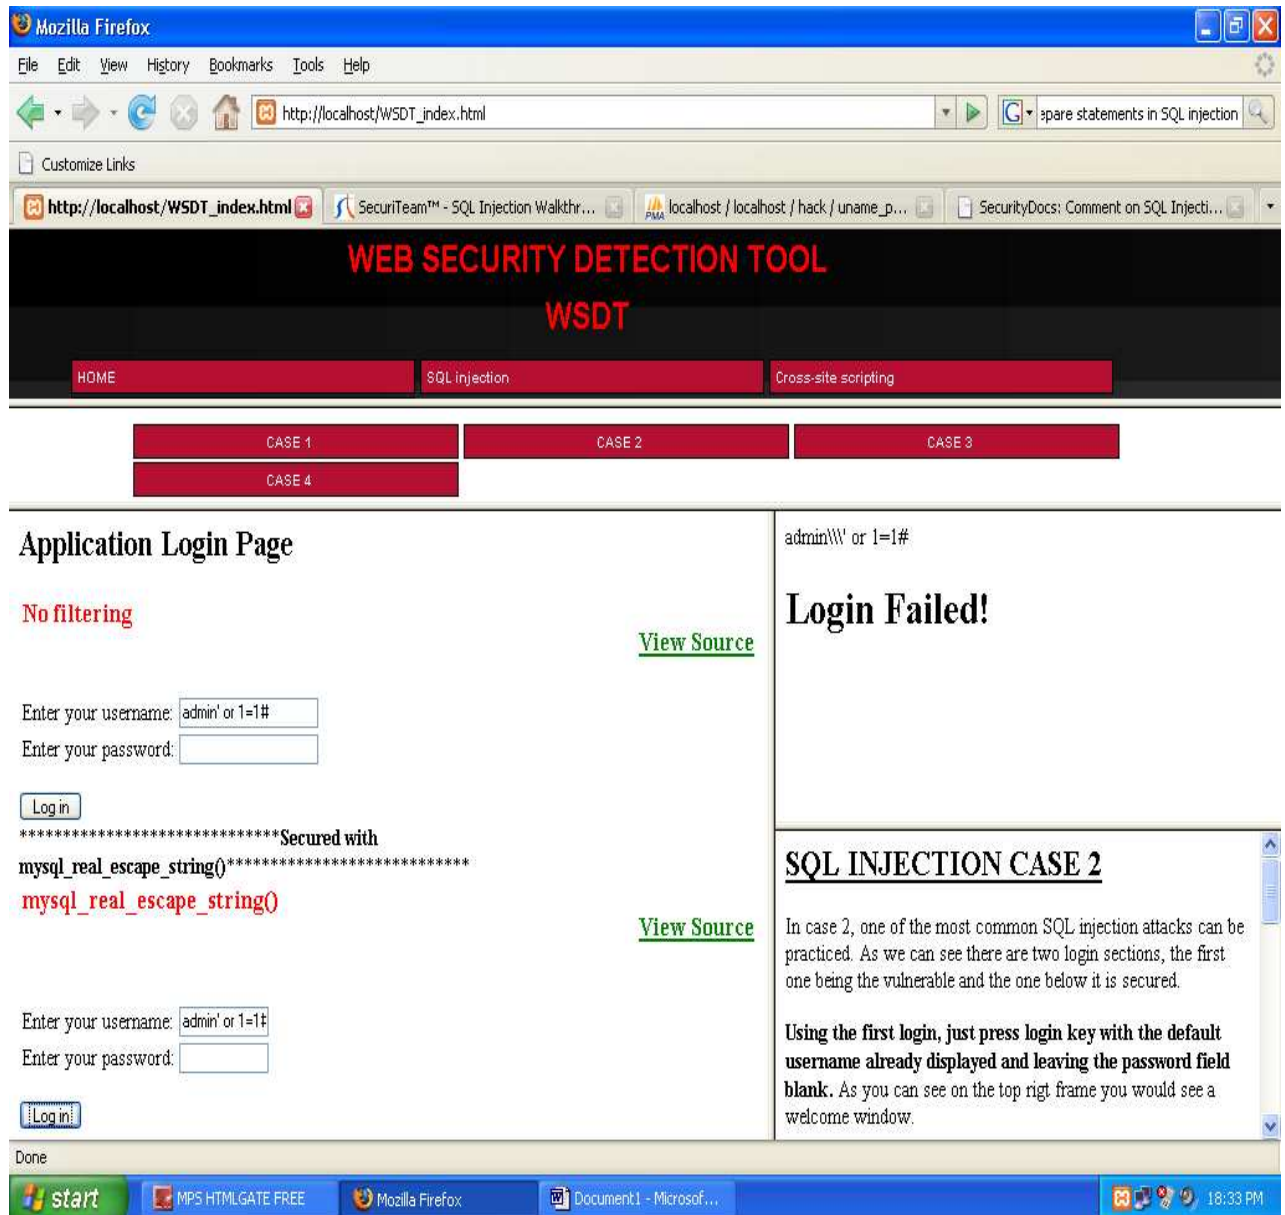 Mozilla Firefox
File Edit View History Bookmarks Tools Help
http://localhost/WSDT_index.html
epare statements in SQL injection
Customize Links
http://localhost/WSDT_index.html
SecuriTeam™ - SQL Injection Walkthr...
localhost / localhost / hack / uname_p...
SecurityDocs: Comment on SQL Injecti...
WEB SECURITY DETECTION TOOL
WSDT
HOME
SQL injection
Cross-site scripting
CASE 1
CASE 2
CASE 3
CASE 4
Application Login Page
No filtering
View Source
Enter your username: admin' or 1=1#
Enter your password:
Log in
******************************Secured with
mysql_real_escape_string()****************************
mysql_real_escape_string()
View Source
Enter your username: admin' or 1=1#
Enter your password:
Log in
admin\\\' or 1=1#
Login Failed!
SQL INJECTION CASE 2
In case 2, one of the most common SQL injection attacks can be
practiced. As we can see there are two login sections, the first
one being the vulnerable and the one below it is secured.
Using the first login, just press login key with the default
username already displayed and leaving the password field
blank. As you can see on the top rigt frame you would see a
welcome window.
Done
start
MPS HTMLGATE FREE
Mozilla Firefox
Document1 - Microsof...
18:33 PM